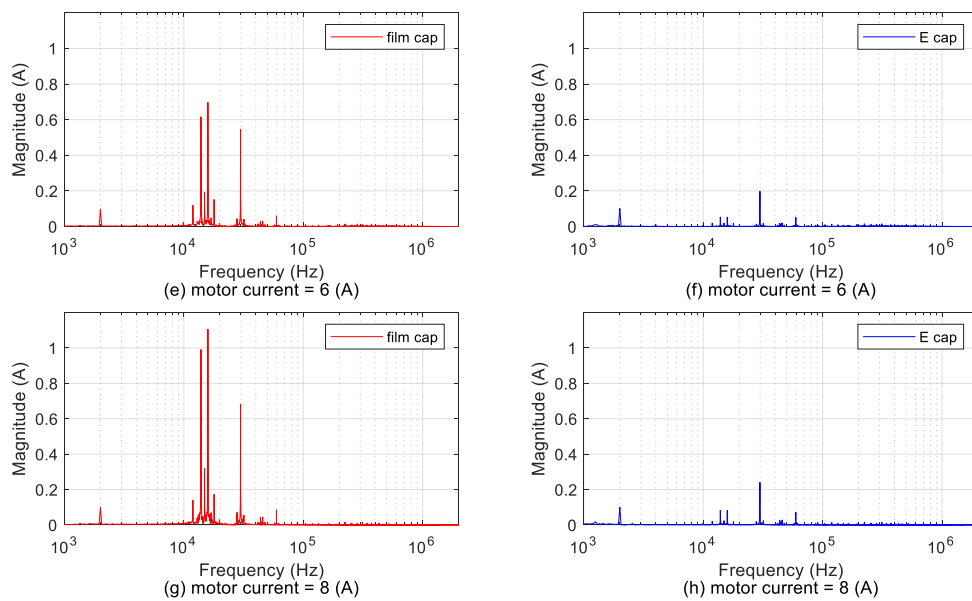 film cap
1
0.8
0.6
0.4
0.2
0
Magnitude (A)
10^3 10^4 10^5 10^6
Frequency (Hz)
(e) motor current = 6 (A)
E cap
1
0.8
0.6
0.4
0.2
0
Magnitude (A)
10^3 10^4 10^5 10^6
Frequency (Hz)
(f) motor current = 6 (A)
film cap
1
0.8
0.6
0.4
0.2
0
Magnitude (A)
10^3 10^4 10^5 10^6
Frequency (Hz)
(g) motor current = 8 (A)
E cap
1
0.8
0.6
0.4
0.2
0
Magnitude (A)
10^3 10^4 10^5 10^6
Frequency (Hz)
(h) motor current = 8 (A)